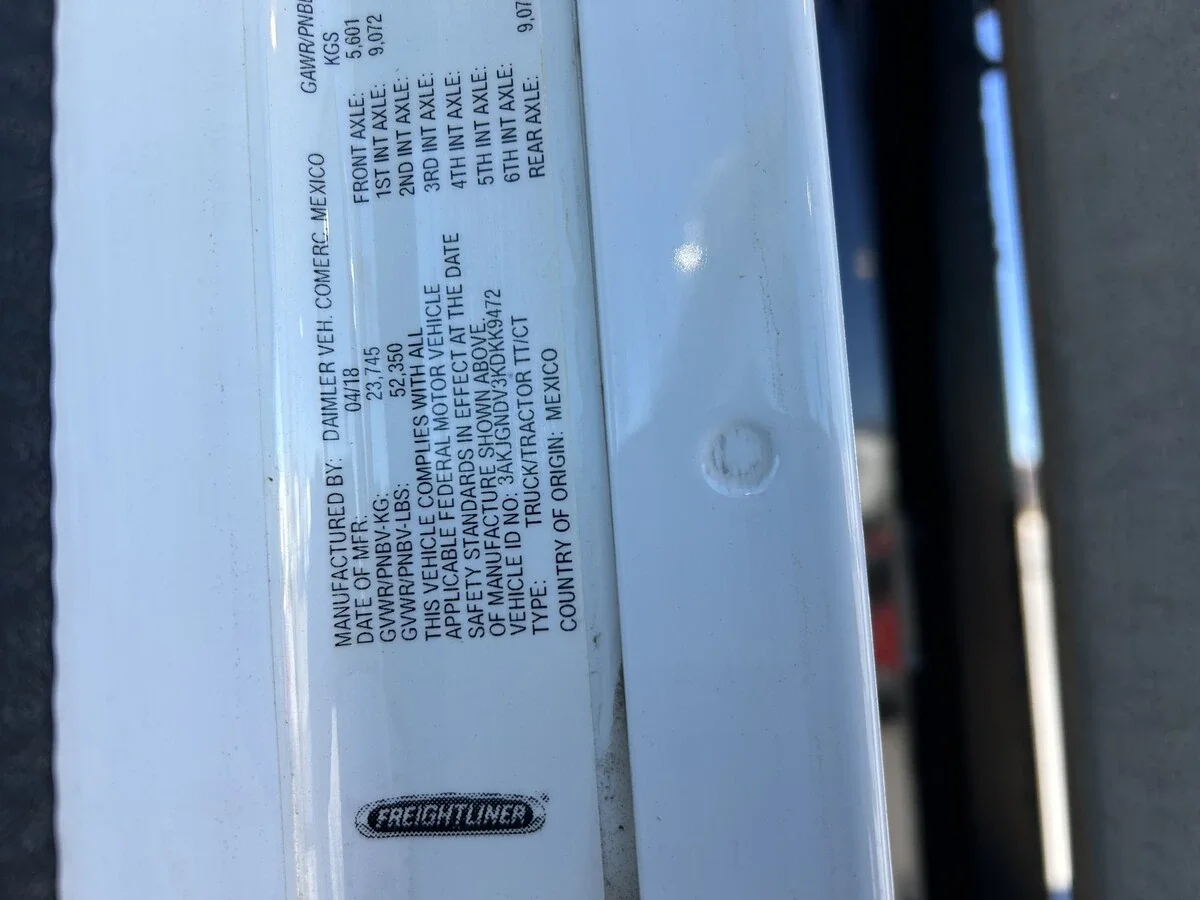 FREIGHTLINER
MANUFACTURED BY: DAIMLER VEH. COMERC. MEXICO
DATE OF MFR: 04/18
GVWR/PNBV-KG: 23,745
GVWR/PNBV-LBS: 52,350
THIS VEHICLE COMPLIES WITH ALL
APPLICABLE FEDERAL MOTOR VEHICLE
SAFETY STANDARDS IN EFFECT AT THE DATE
OF MANUFACTURE SHOWN ABOVE.
VEHICLE ID NO: 3AKJGNDV3KDKK9472
TYPE: TRUCK/TRACTOR TT/CT
COUNTRY OF ORIGIN: MEXICO
KGS
FRONT AXLE: 5,601
1ST INT AXLE: 9,072
2ND INT AXLE:
3RD INT AXLE:
4TH INT AXLE:
5TH INT AXLE:
6TH INT AXLE:
REAR AXLE: